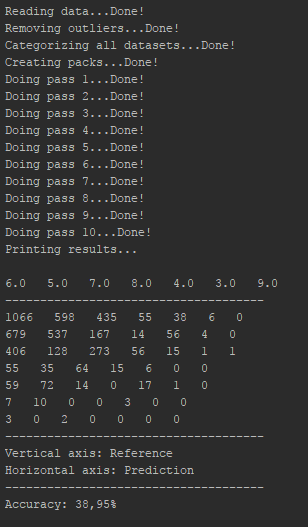 Reading data...Done!
Removing outliers...Done!
Categorizing all datasets...Done!
Creating packs...Done!
Doing pass 1...Done!
Doing pass 2...Done!
Doing pass 3...Done!
Doing pass 4...Done!
Doing pass 5...Done!
Doing pass 6...Done!
Doing pass 7...Done!
Doing pass 8...Done!
Doing pass 9...Done!
Doing pass 10...Done!
Printing results...
6.0 5.0 7.0 8.0 4.0 3.0 9.0
-------------------------------------
1066 598 435 55 38 6 0
679 537 167 14 56 4 0
406 128 273 56 15 1 1
55 35 64 15 6 0 0
59 72 14 0 17 1 0
7 10 0 0 3 0 0
3 0 2 0 0 0 0
-------------------------------------
Vertical axis: Reference
Horizontal axis: Prediction
-------------------------------------
Accuracy: 38,95%